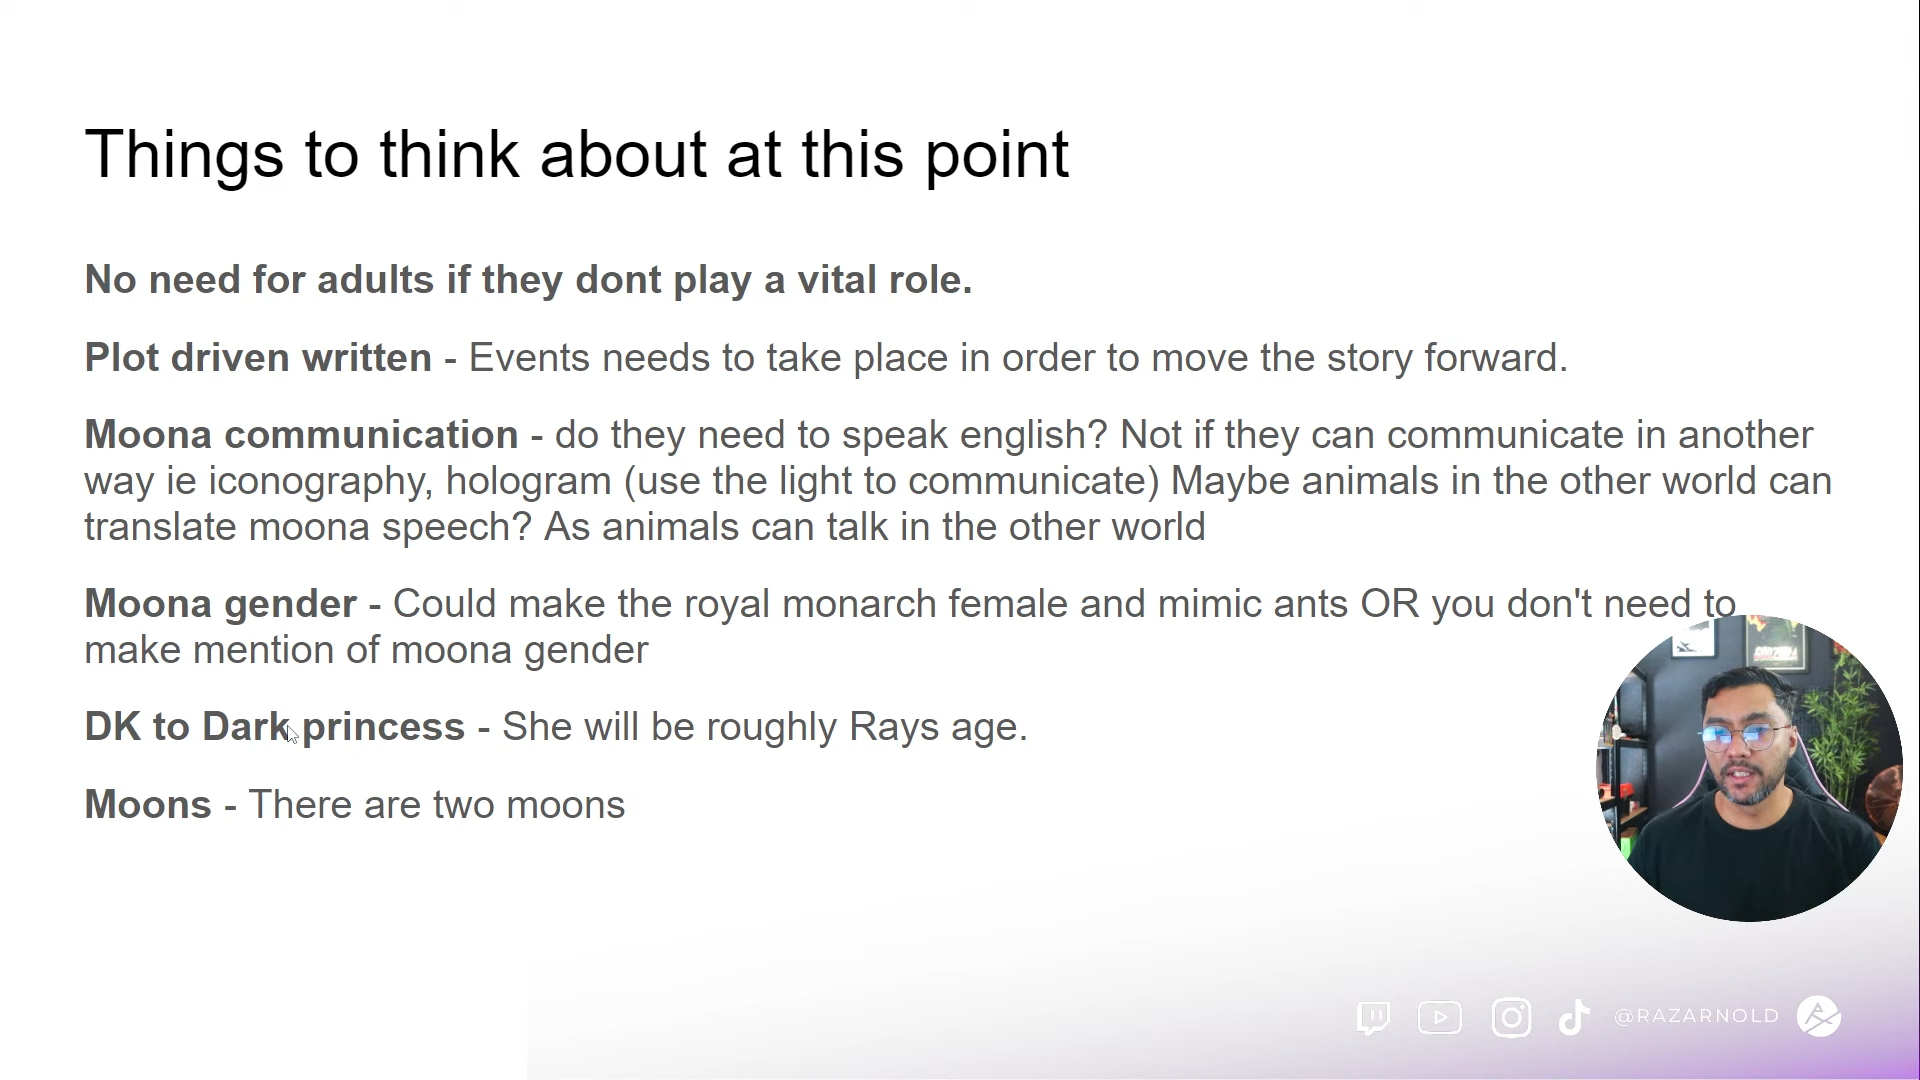 Things to think about at this point
No need for adults if they dont play a vital role.
Plot driven written - Events needs to take place in order to move the story forward.
Moona communication - do they need to speak english? Not if they can communicate in another
way ie iconography, hologram (use the light to communicate) Maybe animals in the other world can
translate moona speech? As animals can talk in the other world
Moona gender - Could make the royal monarch female and mimic ants OR you don't need to
make mention of moona gender
DK to Dark princess - She will be roughly Rays age.
Moons - There are two moons
@RAZARNOLD